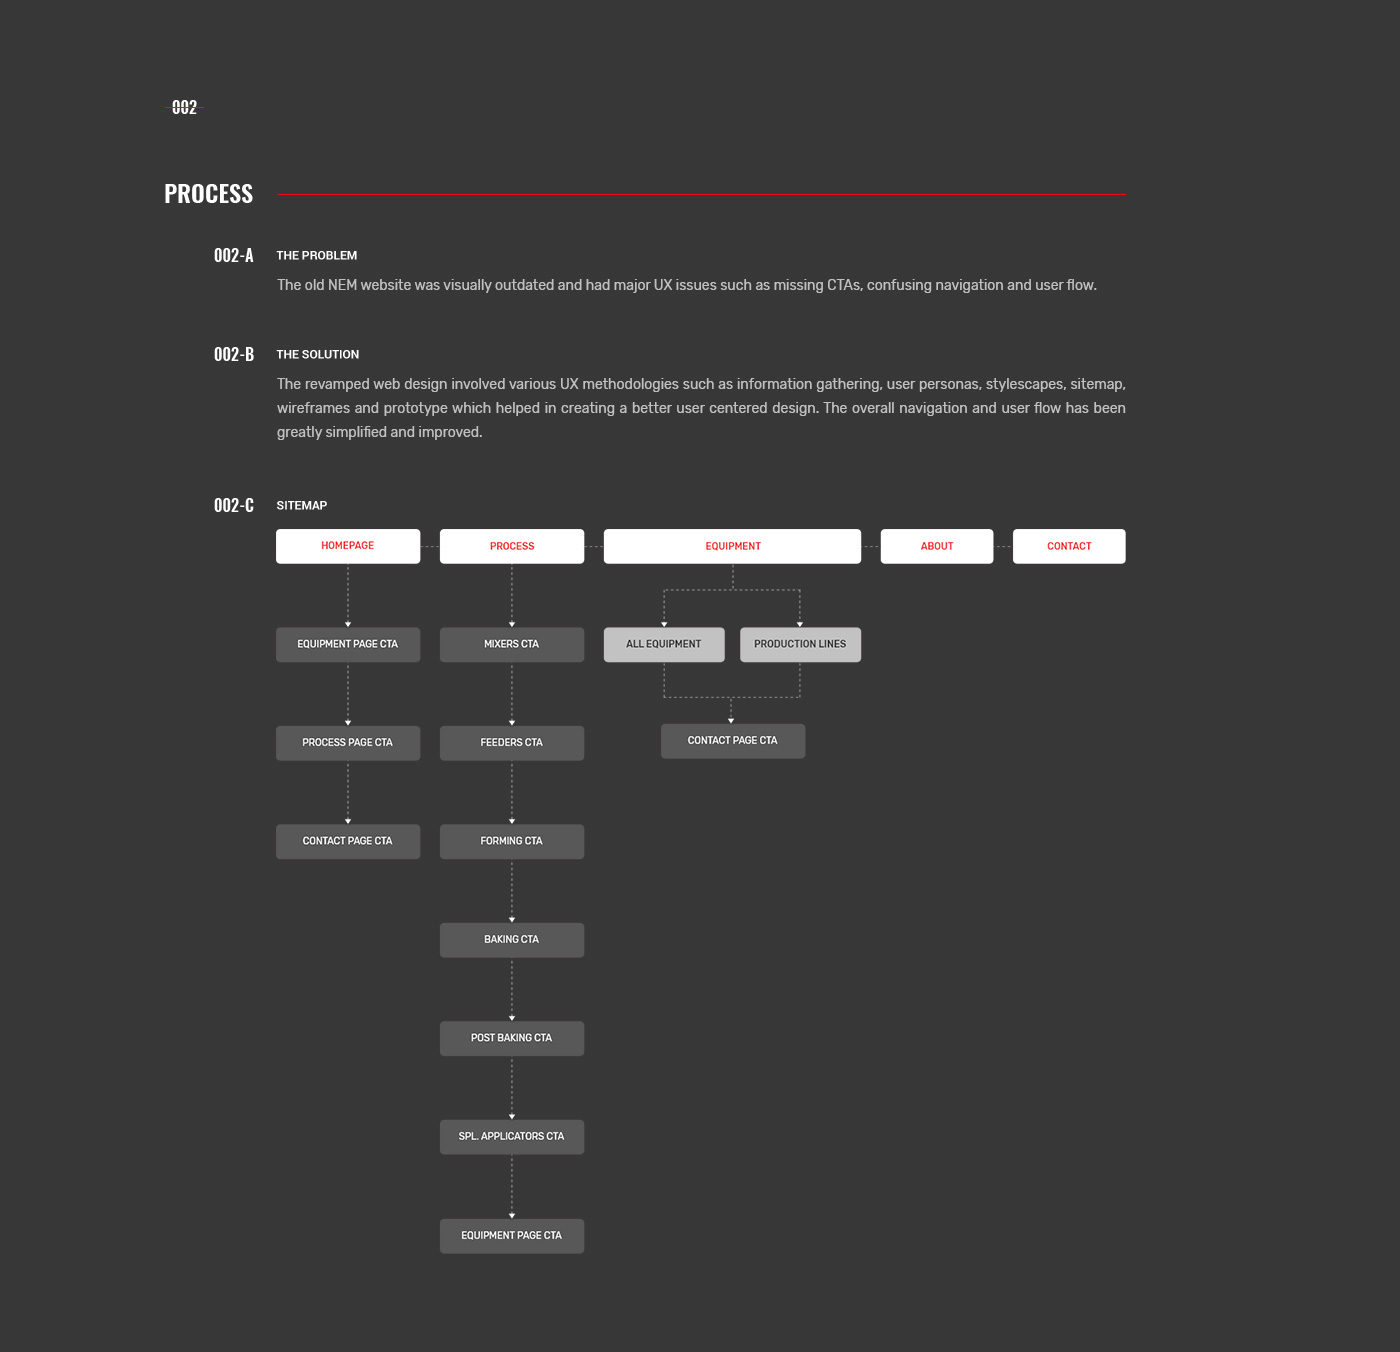 002
PROCESS
002-A THE PROBLEM
The old NEM website was visually outdated and had major UX issues such as missing CTAs, confusing navigation and user flow.
002-B THE SOLUTION
The revamped web design involved various UX methodologies such as information gathering, user personas, stylescapes, sitemap,
wireframes and prototype which helped in creating a better user centered design. The overall navigation and user flow has been
greatly simplified and improved.
002-C SITEMAP
HOMEPAGE PROCESS EQUIPMENT ABOUT CONTACT
EQUIPMENT PAGE CTA MIXERS CTA ALL EQUIPMENT PRODUCTION LINES
PROCESS PAGE CTA FEEDERS CTA CONTACT PAGE CTA
CONTACT PAGE CTA FORMING CTA
BAKING CTA
POST BAKING CTA
SPL. APPLICATORS CTA
EQUIPMENT PAGE CTA